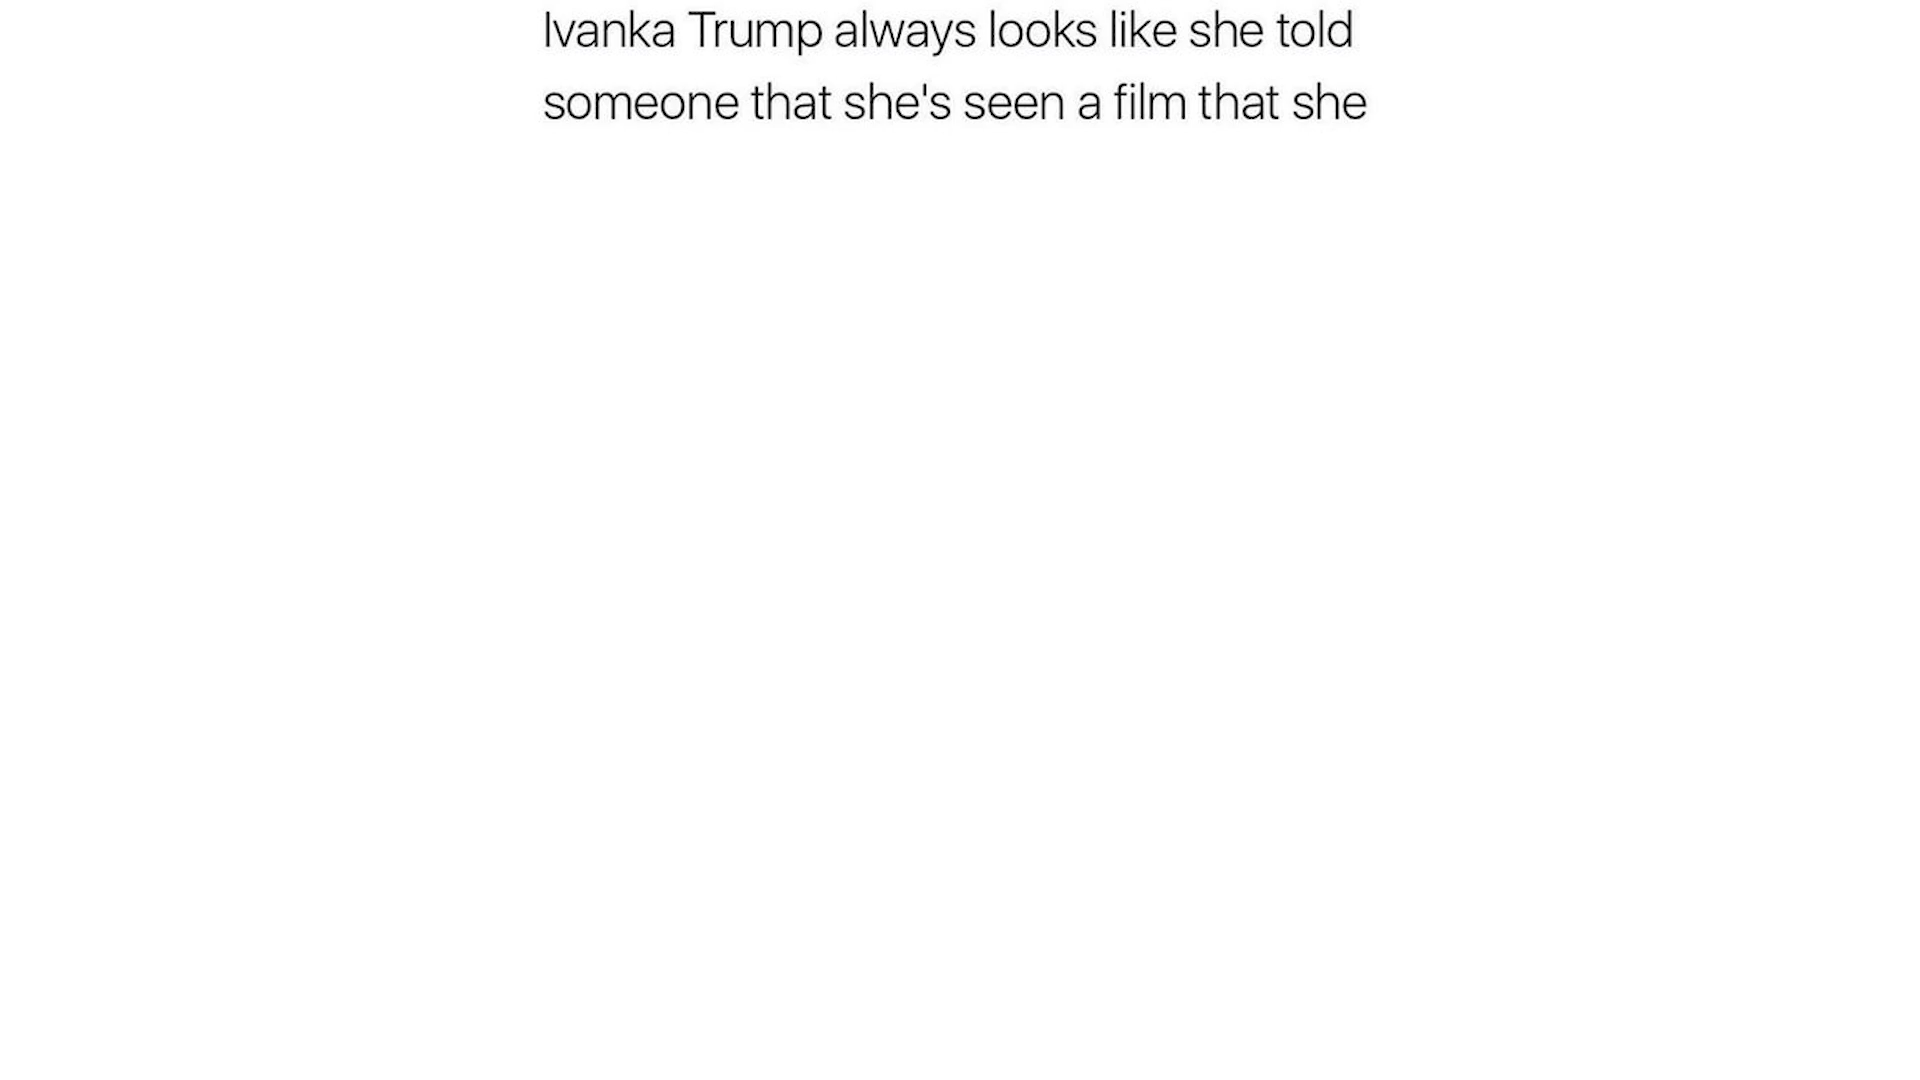 Ivanka Trump always looks like she told
someone that she's seen a film that she